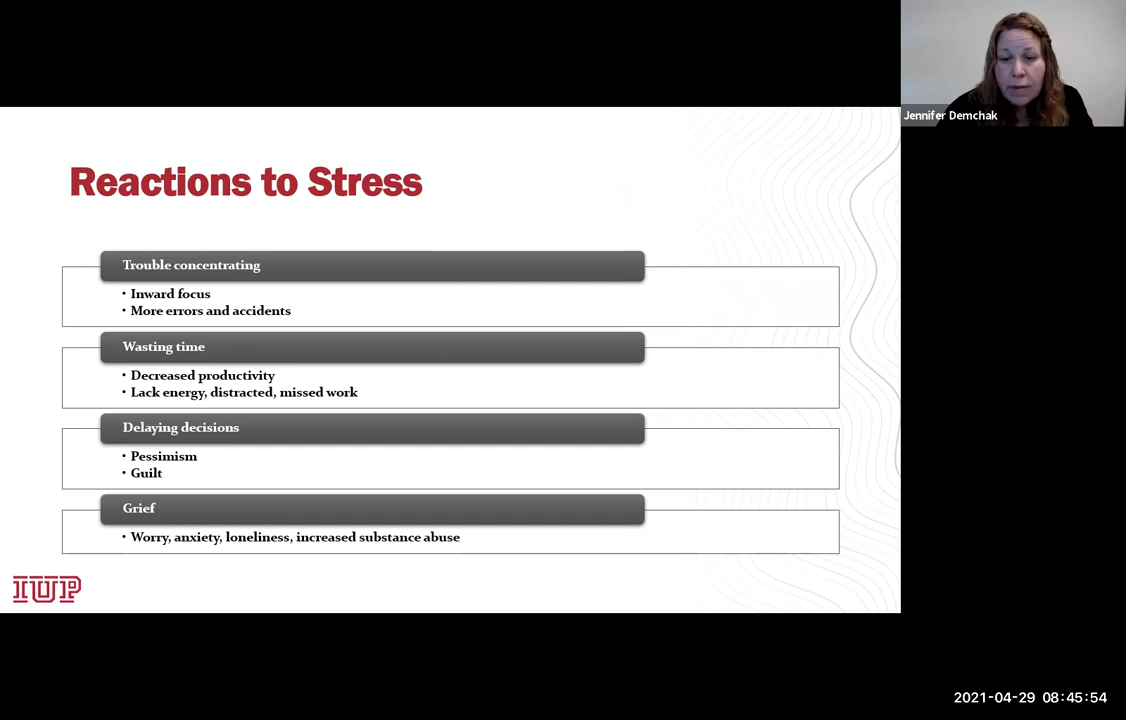 Jennifer Demchak
Reactions to Stress
Trouble concentrating
• Inward focus
• More errors and accidents
Wasting time
• Decreased productivity
• Lack energy, distracted, missed work
Delaying decisions
• Pessimism
• Guilt
Grief
• Worry, anxiety, loneliness, increased substance abuse
IUP
2021-04-29 08:45:54